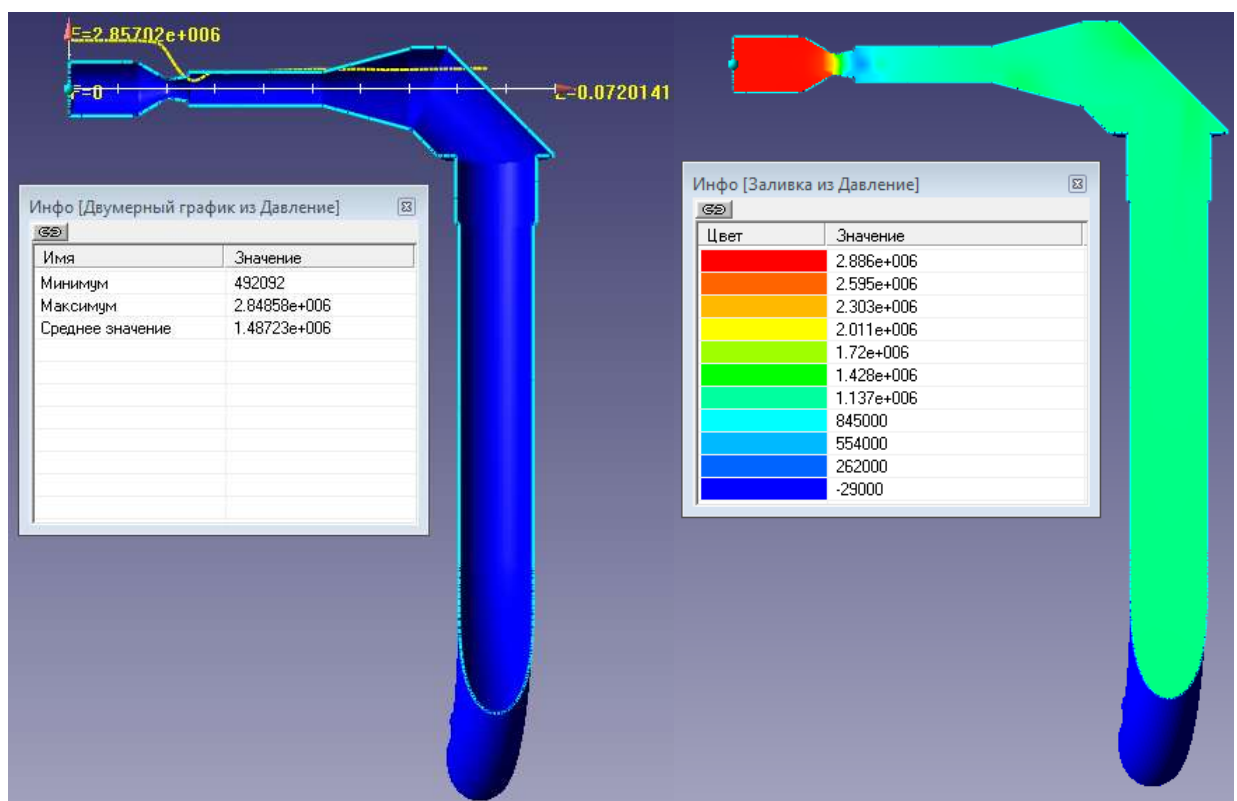 F=2.85702e+006
F=0
L=0.0720141
Инфо [Двумерный график из Давление]
Имя Значение
Минимум 492092
Максимум 2.84858e+006
Среднее значение 1.48723e+006
Инфо [Заливка из Давление]
Цвет Значение
2.886e+006
2.595e+006
2.303e+006
2.011e+006
1.72e+006
1.428e+006
1.137e+006
845000
554000
262000
-29000